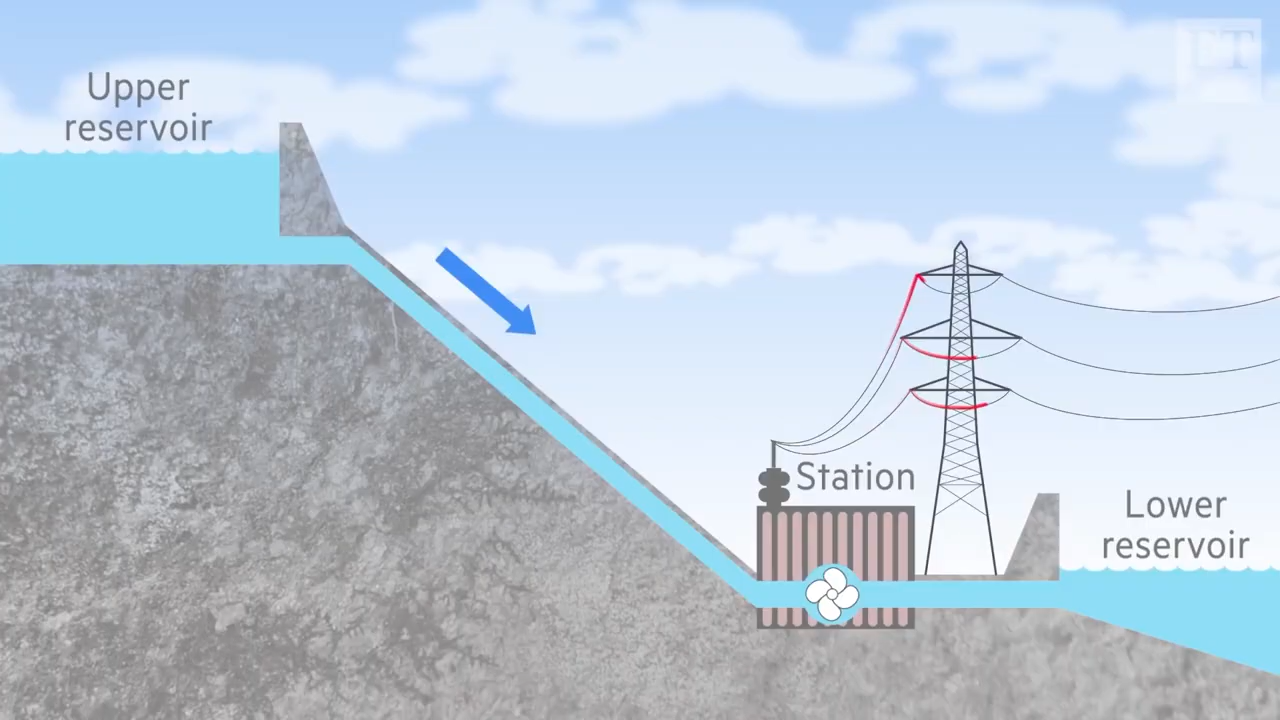 Upper
reservoir
Station
Lower
reservoir